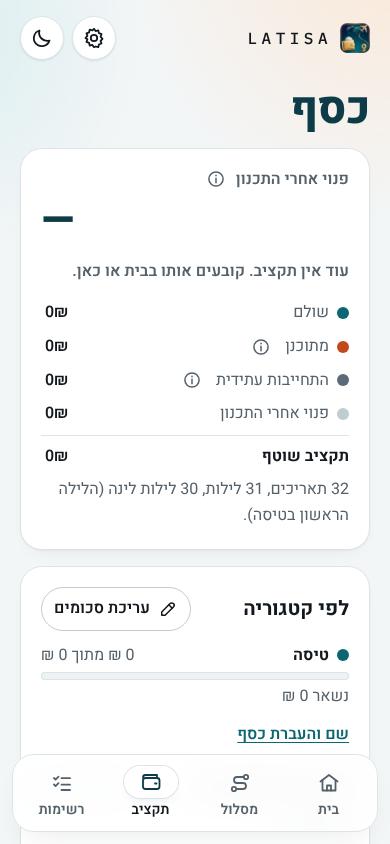 LATISA
כסף
פנוי אחרי התכנון
—
עוד אין תקציב. קובעים אותו בבית או כאן.
שולם 0₪
מתוכנן 0₪
התחייבות עתידית 0₪
פנוי אחרי התכנון 0₪
תקציב שוטף 0₪
32 תאריכים, 31 לילות, 30 לילות לינה (הלילה
הראשון בטיסה).
לפי קטגוריה
עריכת סכומים
טיסה
0 ₪ מתוך 0 ₪
נשאר 0 ₪
שם והעברת כסף
בית
מסלול
תקציב
רשימות